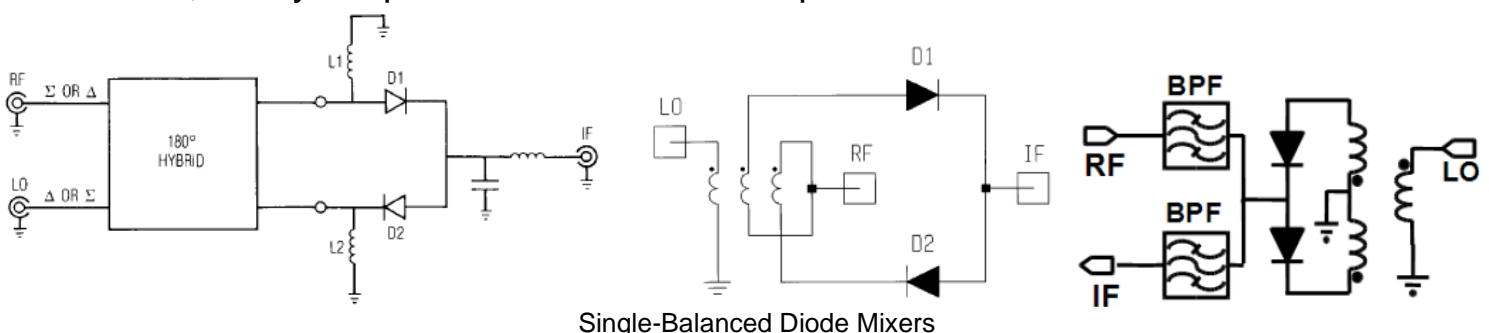 RF
Σ OR Δ
180°
HYBRID
LO
Δ OR Σ
L1
D1
IF
D2
L2
LO
D1
RF
IF
D2
BPF
RF
BPF
IF
LO
Single-Balanced Diode Mixers